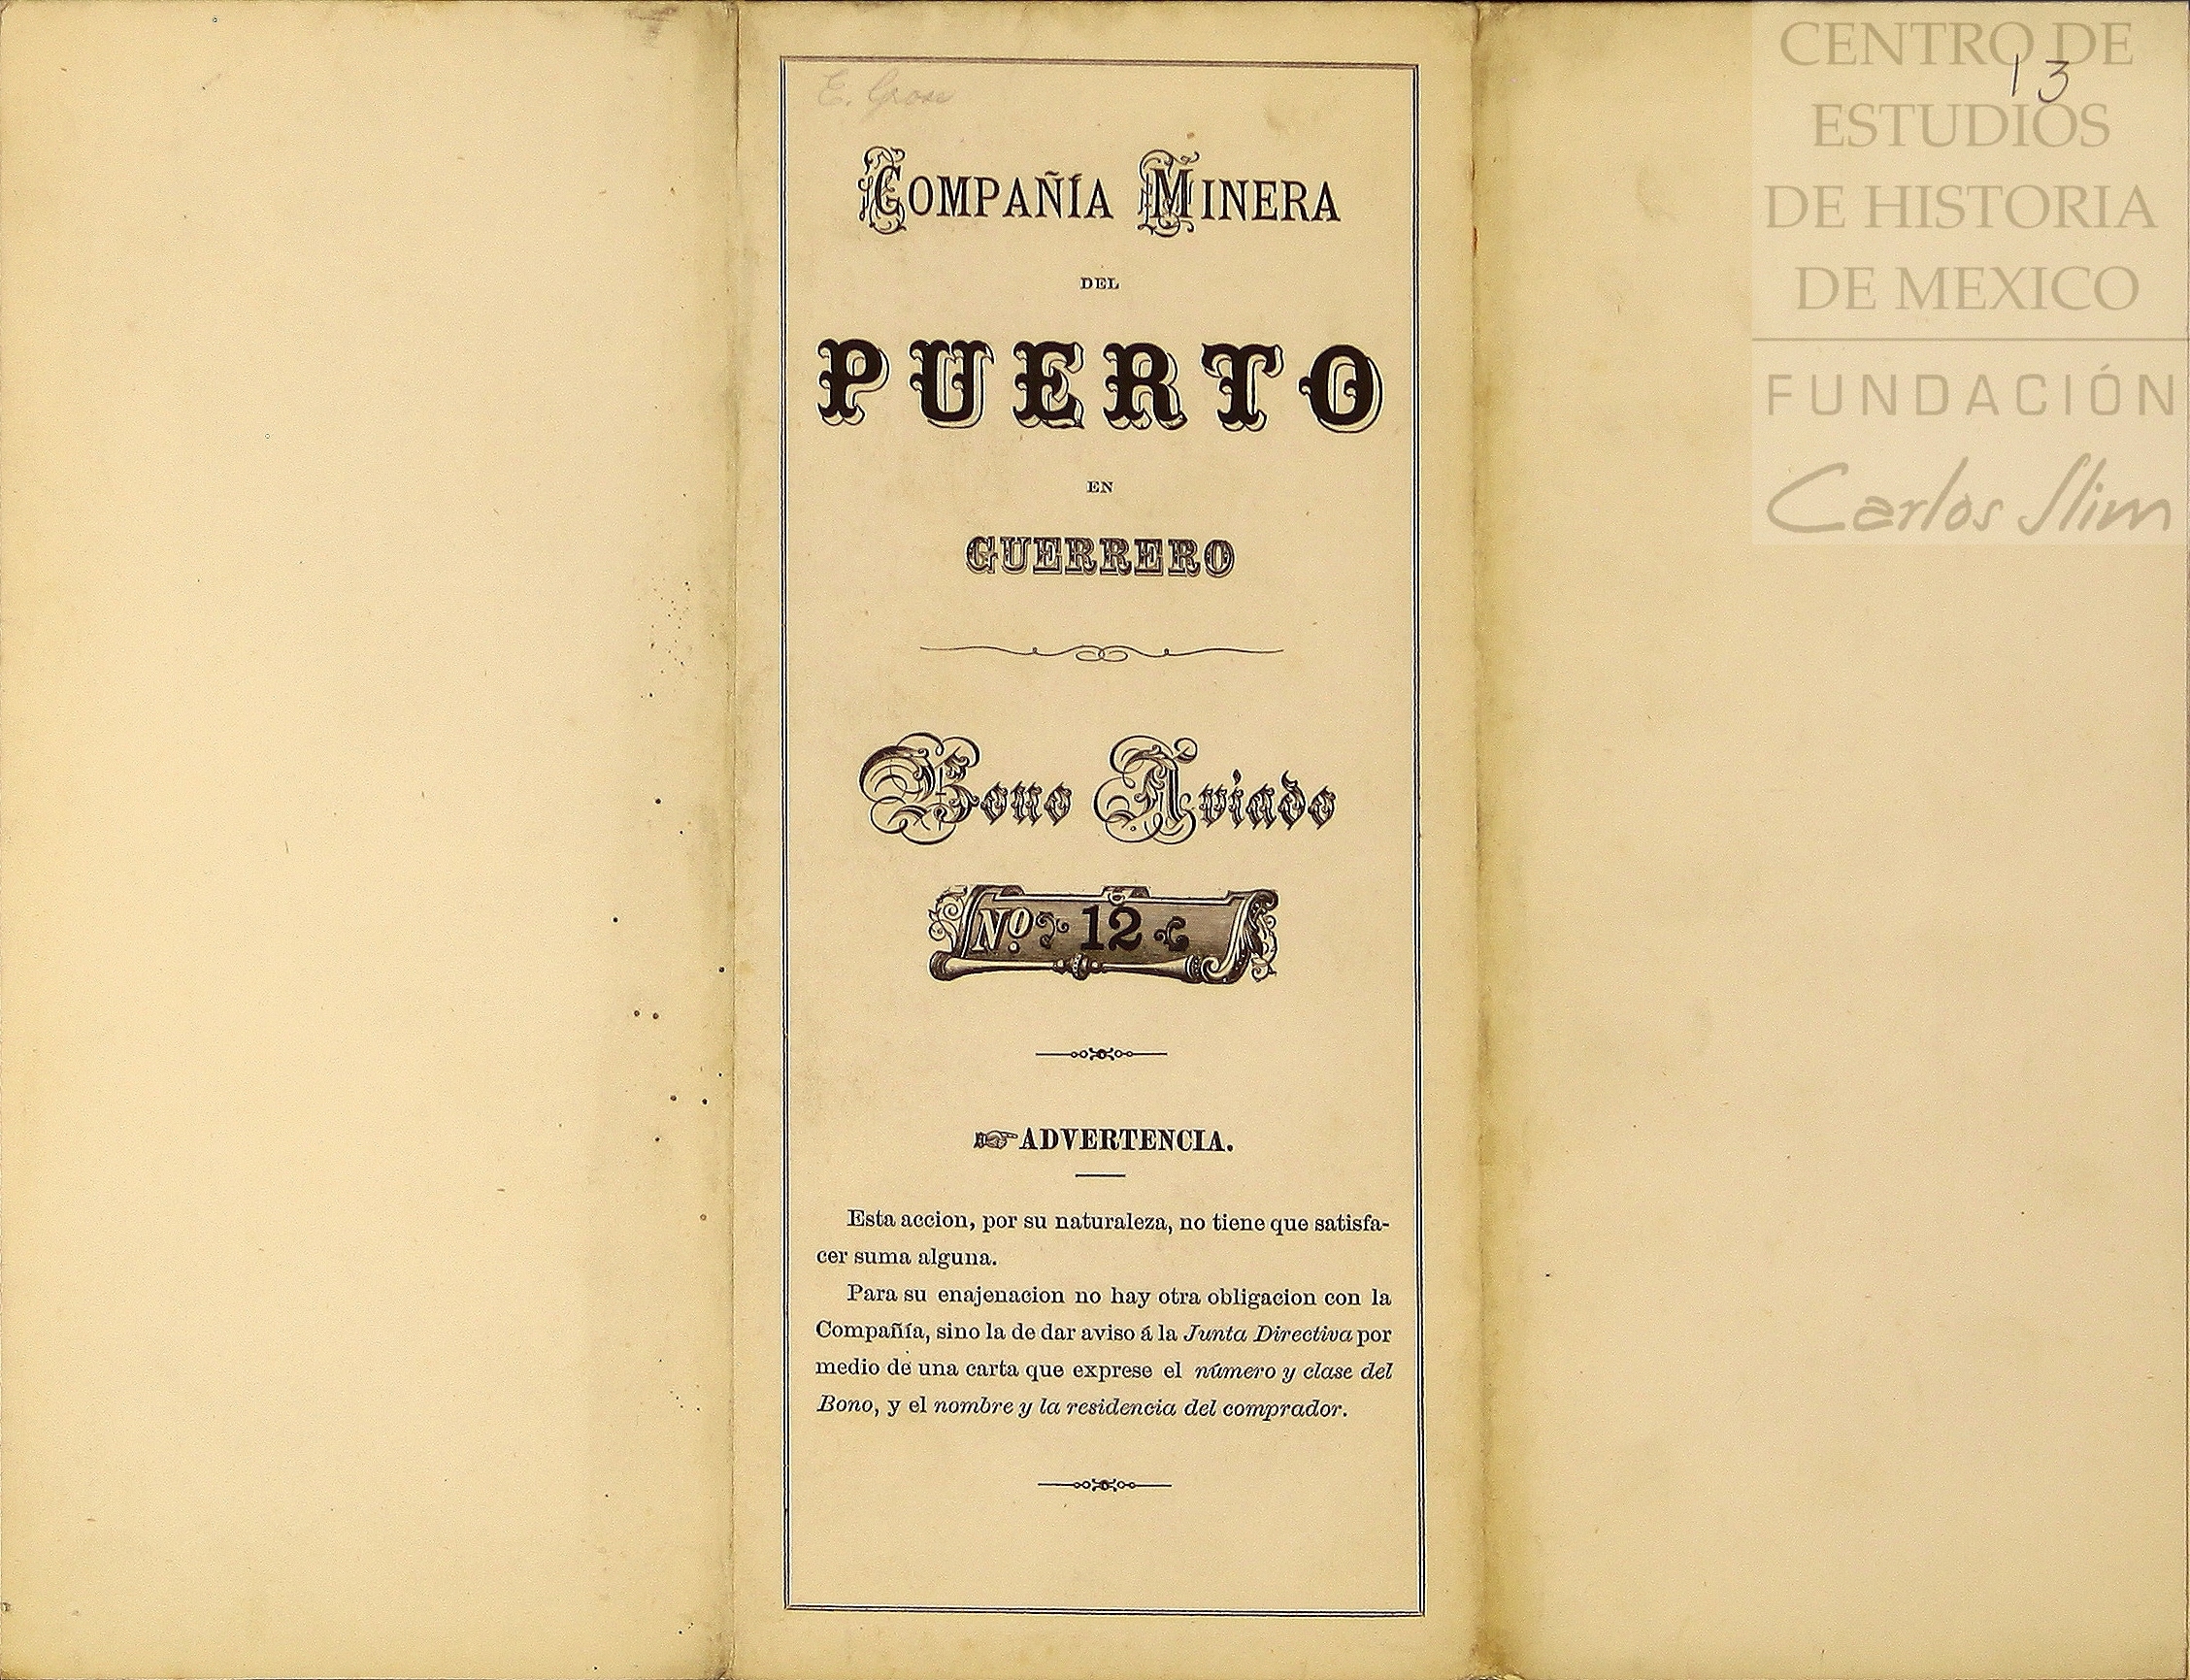 E. Gross
COMPAÑÍA MINERA
DEL
PUERTO
EN
GUERRERO
Bono Aviado
Nº 12
ADVERTENCIA.
Esta accion, por su naturaleza, no tiene que satisfa-
cer suma alguna.
Para su enajenacion no hay otra obligacion con la
Compañía, sino la de dar aviso á la Junta Directiva por
medio de una carta que exprese el número y clase del
Bono, y el nombre y la residencia del comprador.
13
CENTRO DE
ESTUDIOS
DE HISTORIA
DE MEXICO
FUNDACIÓN
Carlos Slim